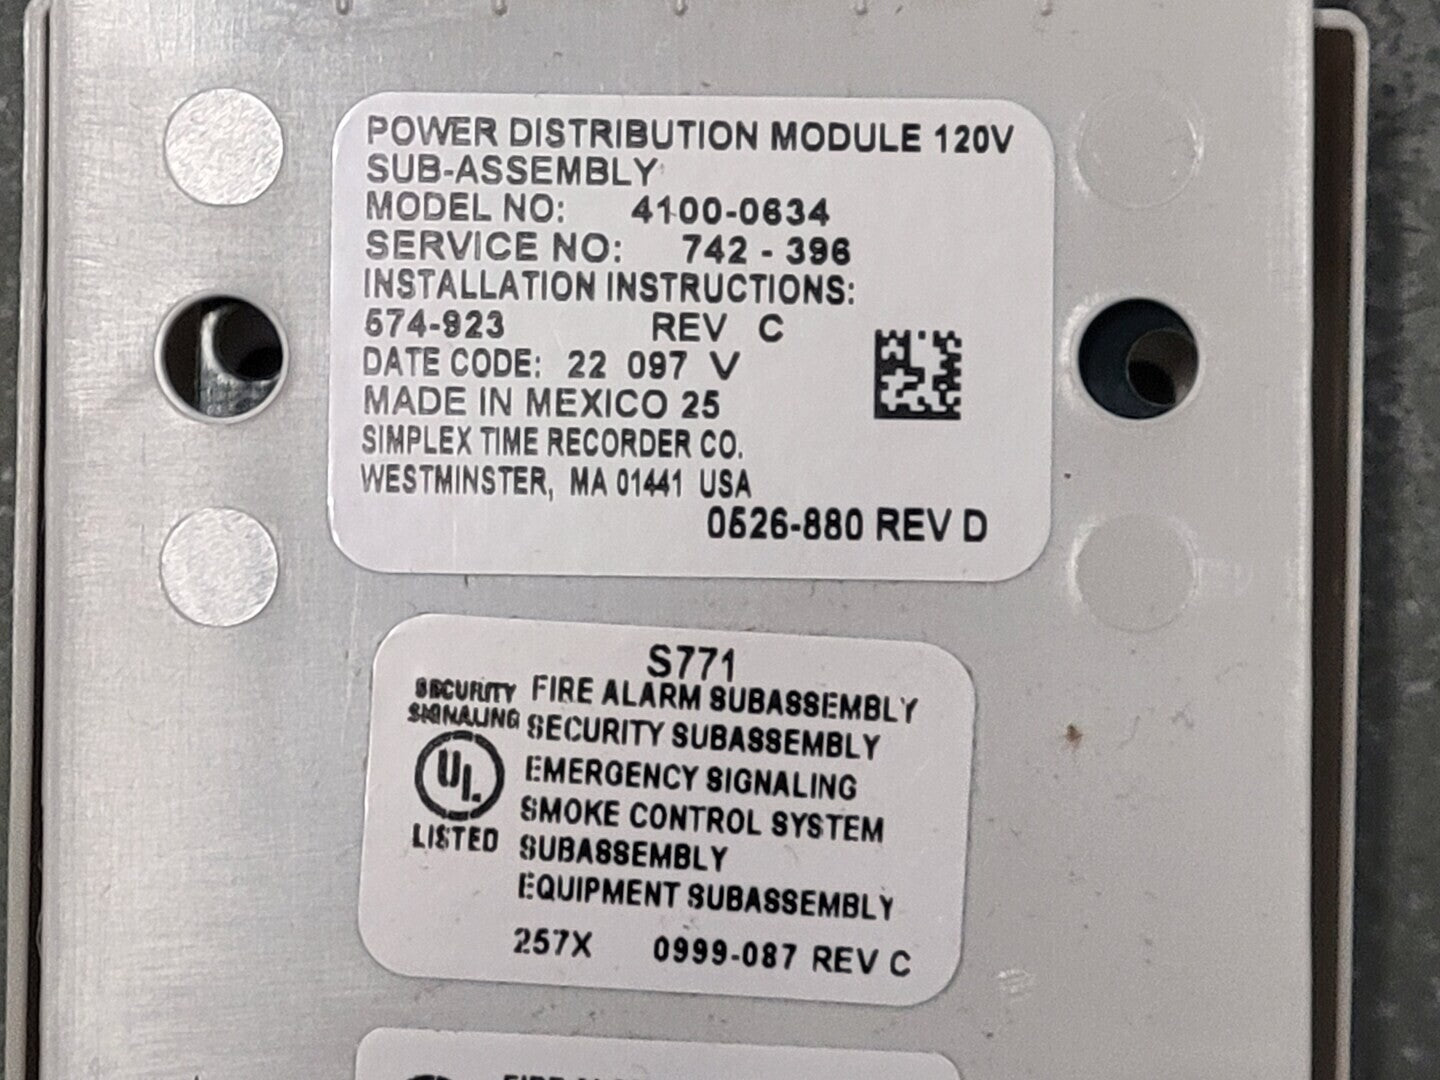 POWER DISTRIBUTION MODULE 120V
SUB-ASSEMBLY
MODEL NO: 4100-0634
SERVICE NO: 742 - 396
INSTALLATION INSTRUCTIONS:
574-923 REV C
DATE CODE: 22 097 V
MADE IN MEXICO 25
SIMPLEX TIME RECORDER CO.
WESTMINSTER, MA 01441 USA
0526-880 REV D
S771
SECURITY
SIGNALING
UL
LISTED
FIRE ALARM SUBASSEMBLY
SECURITY SUBASSEMBLY
EMERGENCY SIGNALING
SMOKE CONTROL SYSTEM
SUBASSEMBLY
EQUIPMENT SUBASSEMBLY
257X 0999-087 REV C